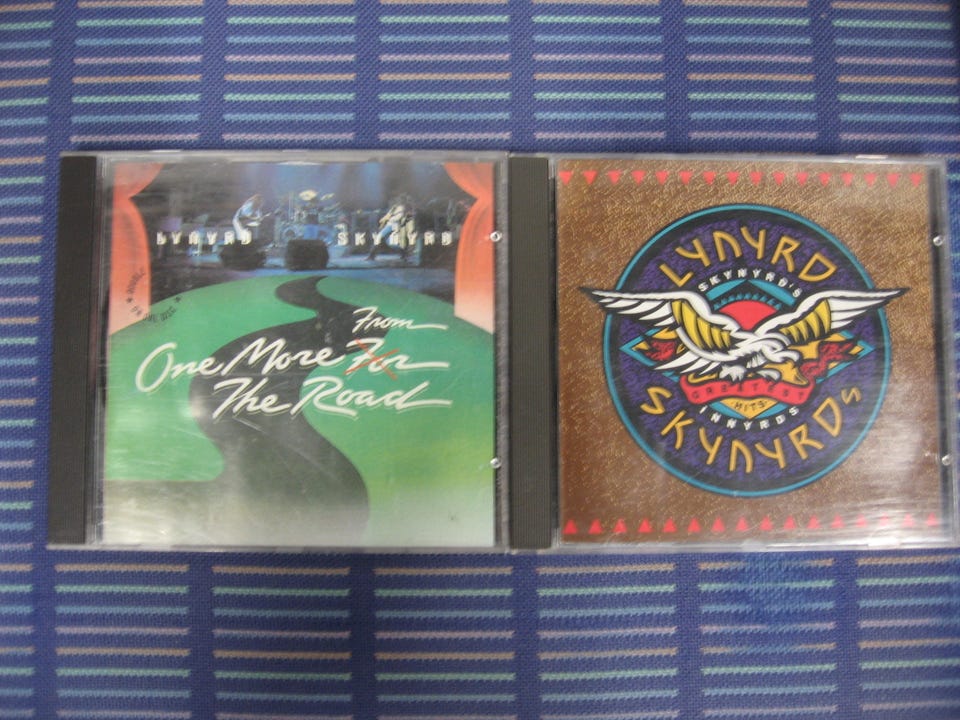 LYNYRD SKYNYRD
From
One More For
The Road
LYNYRD
SKYNYRD'S
GREATEST
HITS
INNYRDS
SKYNYRDS